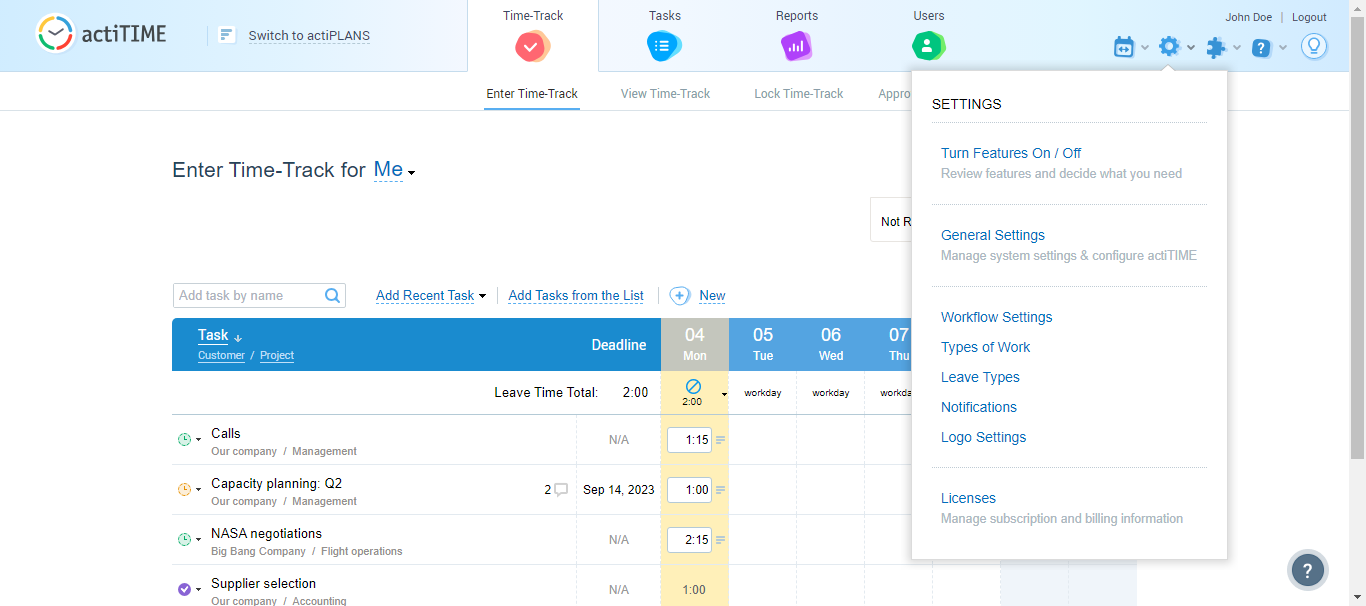 actiTIME
Switch to actiPLANS
Time-Track
Tasks
Reports
Users
John Doe | Logout
Enter Time-Track
View Time-Track
Lock Time-Track
SETTINGS
Turn Features On / Off
Review features and decide what you need
General Settings
Manage system settings & configure actiTIME
Workflow Settings
Types of Work
Leave Types
Notifications
Logo Settings
Licenses
Manage subscription and billing information
Enter Time-Track for Me
Not R
Add task by name
Add Recent Task
Add Tasks from the List
New
Task
Customer / Project
Deadline
04
Mon
05
Tue
06
Wed
07
Thu
Leave Time Total: 2:00
2:00
workday
workday
workda
Calls
Our company / Management
N/A
1:15
Capacity planning: Q2
Our company / Management
2
Sep 14, 2023
1:00
NASA negotiations
Big Bang Company / Flight operations
N/A
2:15
Supplier selection
Our company / Accounting
N/A
1:00
?
?